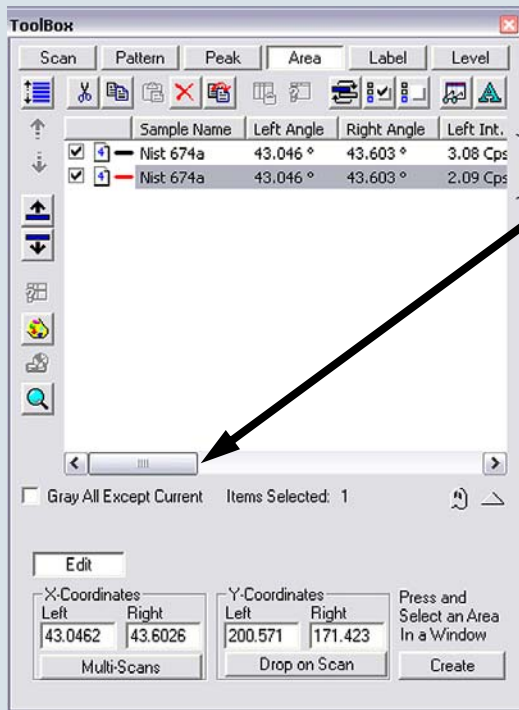 ToolBox
Scan Pattern Peak Area Label Level
Sample Name Left Angle Right Angle Left Int.
Nist 674a 43.046 ° 43.603 ° 3.08 Cps
Nist 674a 43.046 ° 43.603 ° 2.09 Cps
Gray All Except Current Items Selected: 1
Edit
X-Coordinates Y-Coordinates Press and
Left Right Left Right Select an Area
43.0462 43.6026 200.571 171.423 In a Window
Multi-Scans Drop on Scan Create